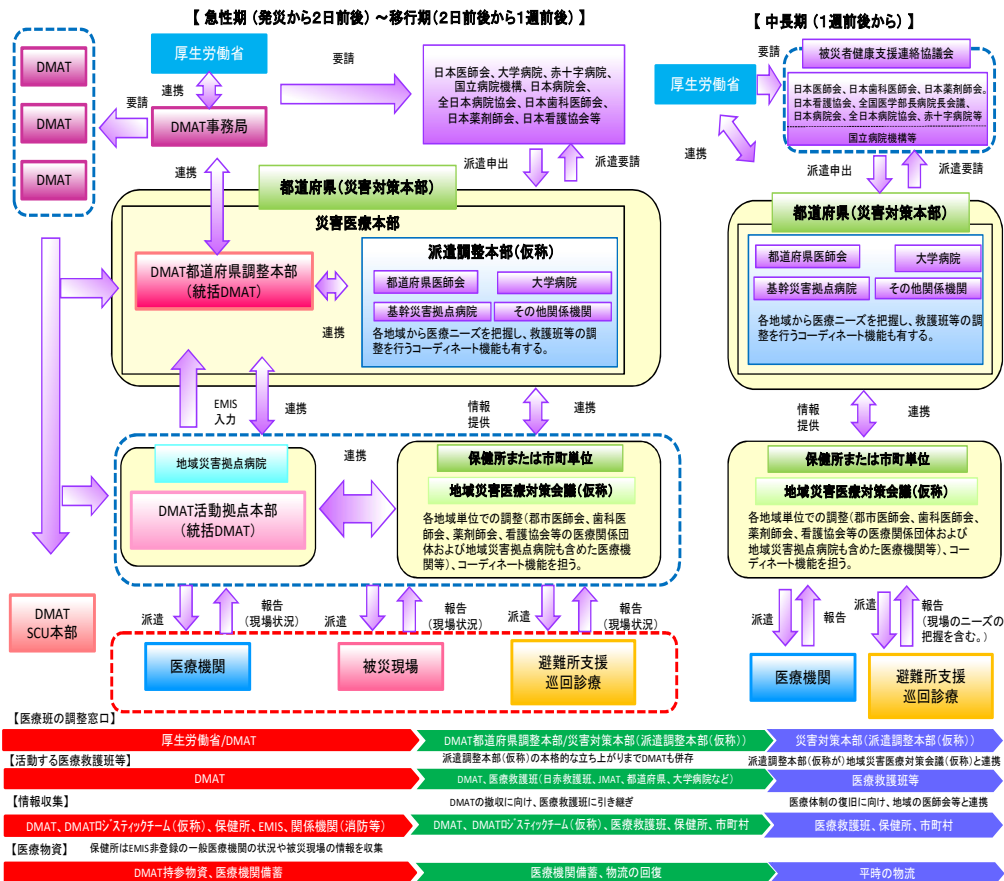 【 急性期 (発災から2日前後) ～移行期(2日前後から1週前後) 】
DMAT
DMAT
DMAT
要請
厚生労働省
連携
DMAT事務局
要請
日本医師会、大学病院、赤十字病院、
国立病院機構、日本病院会、
全日本病院協会、日本歯科医師会、
日本薬剤師会、日本看護協会等
連携
派遣申出
派遣要請
都道府県(災害対策本部)
災害医療本部
DMAT都道府県調整本部
(統括DMAT)
連携
派遣調整本部(仮称)
都道府県医師会
大学病院
基幹災害拠点病院
その他関係機関
各地域から医療ニーズを把握し、救護班等の調
整を行うコーディネート機能も有する。
EMIS
入力
連携
情報
提供
連携
地域災害拠点病院
DMAT活動拠点本部
(統括DMAT)
連携
保健所または市町単位
地域災害医療対策会議(仮称)
各地域単位での調整(郡市医師会、歯科医
師会、薬剤師会、看護協会等の医療関係団
体および地域災害拠点病院も含めた医療機
関等)、コーディネート機能を担う。
DMAT
SCU本部
派遣
報告
(現場状況)
派遣
報告
(現場状況)
派遣
報告
(現場状況)
医療機関
被災現場
避難所支援
巡回診療
【 中長期 (1週前後から) 】
厚生労働省
要請
連携
被災者健康支援連絡協議会
日本医師会、日本歯科医師会、日本薬剤師会。
日本看護協会、全国医学部長病院長会議、
日本病院会、全日本病院協会、赤十字病院等
国立病院機構等
派遣申出
派遣要請
都道府県(災害対策本部)
都道府県医師会
大学病院
基幹災害拠点病院
その他関係機関
各地域から医療ニーズを把握し、救護班等の調
整を行うコーディネート機能も有する。
情報
提供
連携
保健所または市町単位
地域災害医療対策会議(仮称)
各地域単位での調整(郡市医師会、歯科医師会、
薬剤師会、看護協会等の医療関係団体および
地域災害拠点病院も含めた医療機関等)、コー
ディネート機能を担う。
派遣
報告
派遣
報告
(現場のニーズの
把握を含む。)
医療機関
避難所支援
巡回診療
【医療班の調整窓口】
厚生労働省/DMAT
DMAT都道府県調整本部/災害対策本部(派遣調整本部(仮称))
災害対策本部(派遣調整本部(仮称))
【活動する医療救護班等】
派遣調整本部(仮称)の本格的な立ち上がりまでDMATも併存
派遣調整本部(仮称)が地域災害医療対策会議(仮称)と連携
DMAT
DMAT、医療救護班(日赤救護班、JMAT、都道府県、大学病院など)
医療救護班等
【情報収集】
DMATの撤収に向け、医療救護班に引き継ぎ
医療体制の復旧に向け、地域の医師会等と連携
DMAT、DMATﾛｼﾞスティックチーム(仮称)、保健所、EMIS、関係機関(消防等)
DMAT、DMATﾛｼﾞスティックチーム(仮称)、医療救護班、保健所、市町村
医療救護班、保健所、市町村
【医療物資】
保健所はEMIS非登録の一般医療機関の状況や被災現場の情報を収集
DMAT持参物資、医療機関備蓄
医療機関備蓄、物流の回復
平時の物流